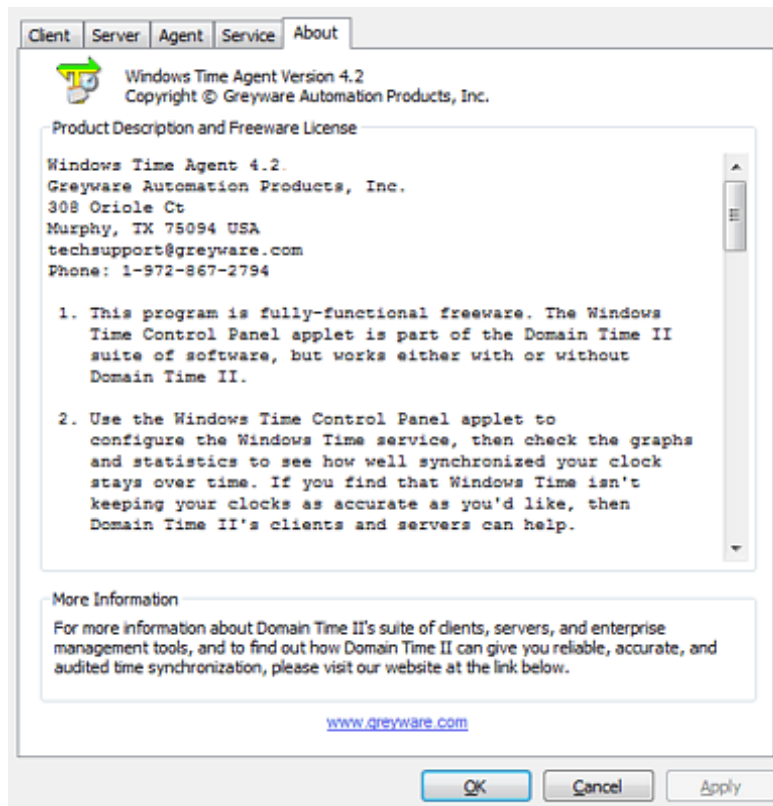 Client Server Agent Service About
Windows Time Agent Version 4.2
Copyright © Greyware Automation Products, Inc.
Product Description and Freeware License
Windows Time Agent 4.2.
Greyware Automation Products, Inc.
308 Oriole Ct
Murphy, TX 75094 USA
techsupport@greyware.com
Phone: 1-972-867-2794
1. This program is fully-functional freeware. The Windows
Time Control Panel applet is part of the Domain Time II
suite of software, but works either with or without
Domain Time II.
2. Use the Windows Time Control Panel applet to
configure the Windows Time service, then check the graphs
and statistics to see how well synchronized your clock
stays over time. If you find that Windows Time isn't
keeping your clocks as accurate as you'd like, then
Domain Time II's clients and servers can help.
More Information
For more information about Domain Time II's suite of clients, servers, and enterprise
management tools, and to find out how Domain Time II can give you reliable, accurate, and
audited time synchronization, please visit our website at the link below.
www.greyware.com
OK Cancel Apply